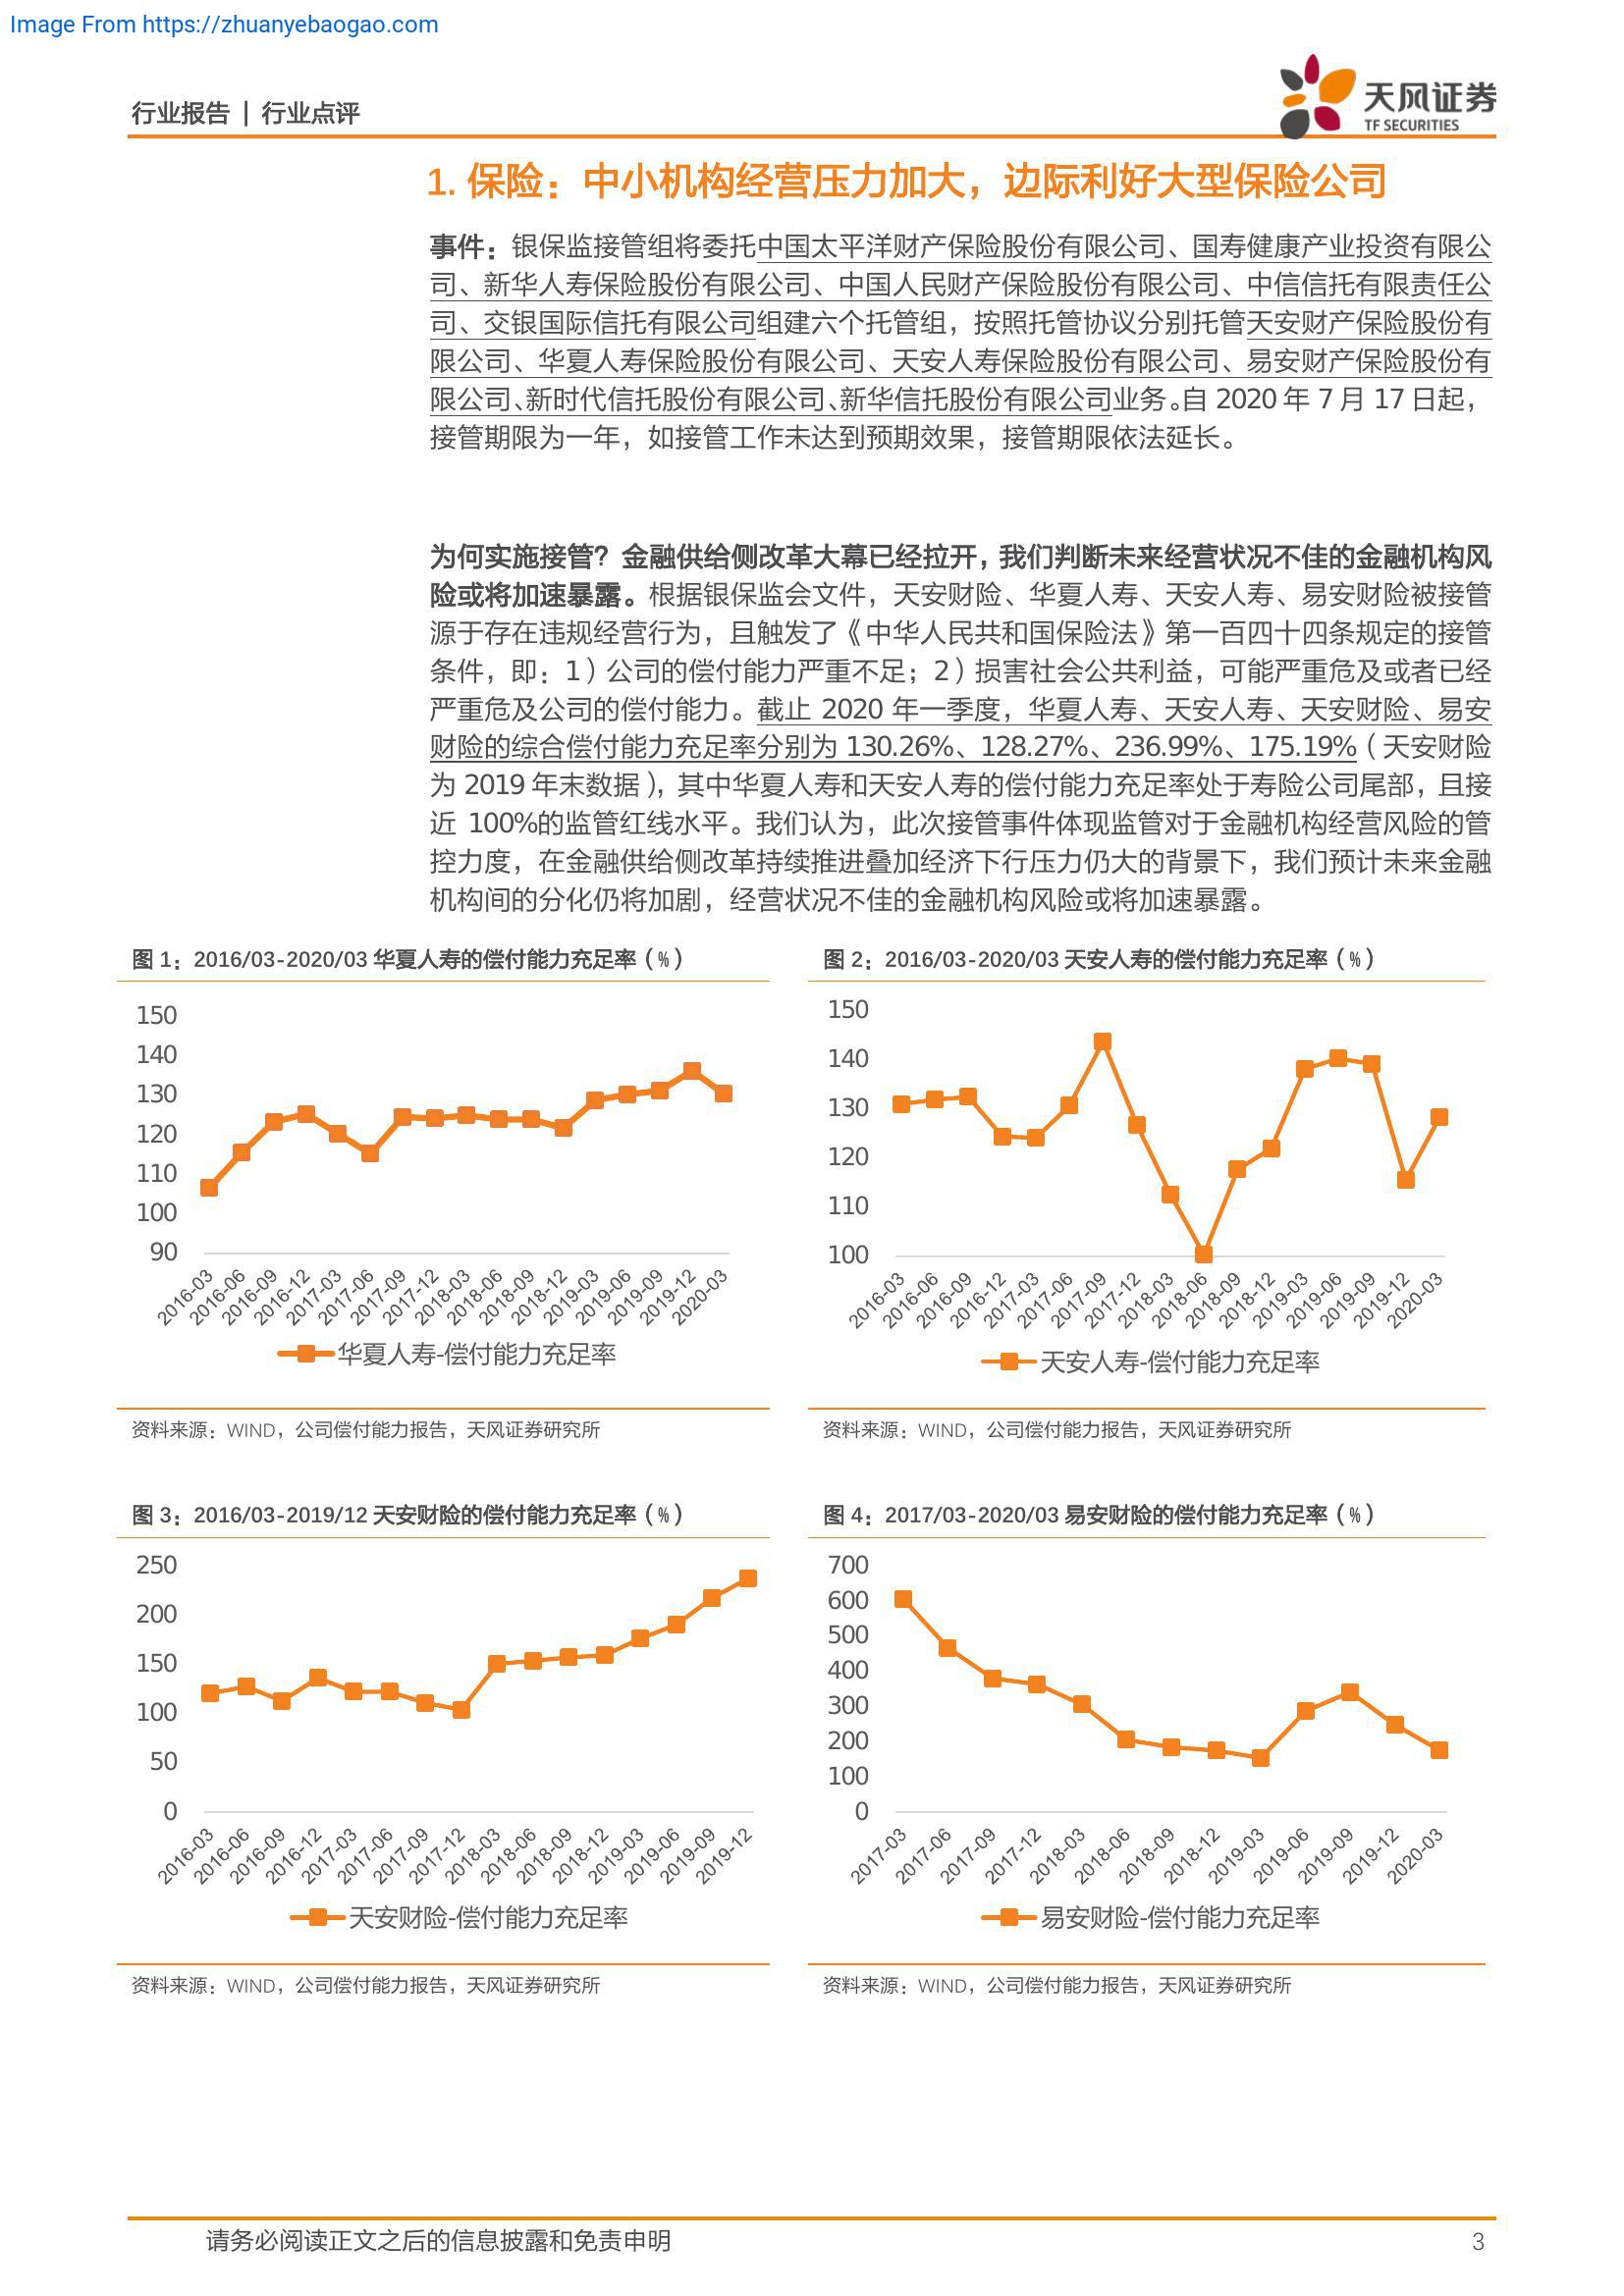 Image From https://zhuanyebaogao.com
行业报告 | 行业点评
天风证券
TF SECURITIES
1. 保险：中小机构经营压力加大，边际利好大型保险公司
事件：银保监接管组将委托中国太平洋财产保险股份有限公司、国寿健康产业投资有限公
司、新华人寿保险股份有限公司、中国人民财产保险股份有限公司、中信信托有限责任公
司、交银国际信托有限公司组建六个托管组，按照托管协议分别托管天安财产保险股份有
限公司、华夏人寿保险股份有限公司、天安人寿保险股份有限公司、易安财产保险股份有
限公司、新时代信托股份有限公司、新华信托股份有限公司业务。自 2020 年 7 月 17 日起，
接管期限为一年，如接管工作未达到预期效果，接管期限依法延长。
为何实施接管？金融供给侧改革大幕已经拉开，我们判断未来经营状况不佳的金融机构风
险或将加速暴露。根据银保监会文件，天安财险、华夏人寿、天安人寿、易安财险被接管
源于存在违规经营行为，且触发了《中华人民共和国保险法》第一百四十四条规定的接管
条件，即：1）公司的偿付能力严重不足；2）损害社会公共利益，可能严重危及或者已经
严重危及公司的偿付能力。截止 2020 年一季度，华夏人寿、天安人寿、天安财险、易安
财险的综合偿付能力充足率分别为 130.26%、128.27%、236.99%、175.19%（天安财险
为 2019 年末数据），其中华夏人寿和天安人寿的偿付能力充足率处于寿险公司尾部，且接
近 100%的监管红线水平。我们认为，此次接管事件体现监管对于金融机构经营风险的管
控力度，在金融供给侧改革持续推进叠加经济下行压力仍大的背景下，我们预计未来金融
机构间的分化仍将加剧，经营状况不佳的金融机构风险或将加速暴露。
图 1：2016/03-2020/03 华夏人寿的偿付能力充足率（%）
150
140
130
120
110
100
90
2016-03
2016-06
2016-09
2016-12
2017-03
2017-06
2017-09
2017-12
2018-03
2018-06
2018-09
2018-12
2019-03
2019-06
2019-09
2019-12
2020-03
华夏人寿-偿付能力充足率
资料来源：WIND，公司偿付能力报告，天风证券研究所
图 2：2016/03-2020/03 天安人寿的偿付能力充足率（%）
150
140
130
120
110
100
2016-03
2016-06
2016-09
2016-12
2017-03
2017-06
2017-09
2017-12
2018-03
2018-06
2018-09
2018-12
2019-03
2019-06
2019-09
2019-12
2020-03
天安人寿-偿付能力充足率
资料来源：WIND，公司偿付能力报告，天风证券研究所
图 3：2016/03-2019/12 天安财险的偿付能力充足率（%）
250
200
150
100
50
0
2016-03
2016-06
2016-09
2016-12
2017-03
2017-06
2017-09
2017-12
2018-03
2018-06
2018-09
2018-12
2019-03
2019-06
2019-09
2019-12
天安财险-偿付能力充足率
资料来源：WIND，公司偿付能力报告，天风证券研究所
图 4：2017/03-2020/03 易安财险的偿付能力充足率（%）
700
600
500
400
300
200
100
0
2017-03
2017-06
2017-09
2017-12
2018-03
2018-06
2018-09
2018-12
2019-03
2019-06
2019-09
2019-12
2020-03
易安财险-偿付能力充足率
资料来源：WIND，公司偿付能力报告，天风证券研究所
请务必阅读正文之后的信息披露和免责申明
3